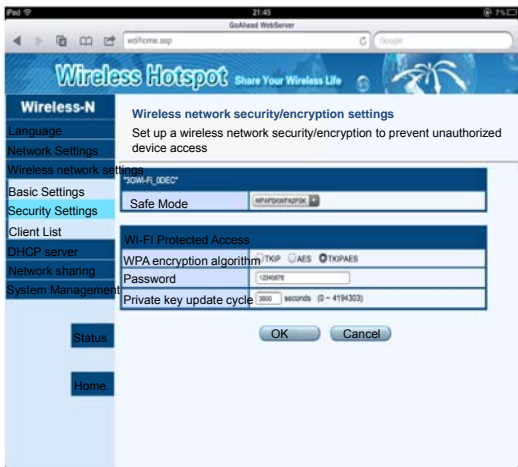 iPad
21:45
7%
GoAhead WebServer
wdi/home.asp
Google
Wireless Hotspot Share Your Wireless Life
Wireless-N
Language
Network Settings
Wireless network settings
Basic Settings
Security Settings
Client List
DHCP server
Network sharing
System Management
Status
Home
Wireless network security/encryption settings
Set up a wireless network security/encryption to prevent unauthorized
device access
"3GWi-Fi_0DEC"
Safe Mode WPAPSKWPA2PSK
WI-FI Protected Access
WPA encryption algorithm TKIP AES TKIPAES
Password 12345678
Private key update cycle 3600 seconds (0 ~ 4194303)
OK Cancel